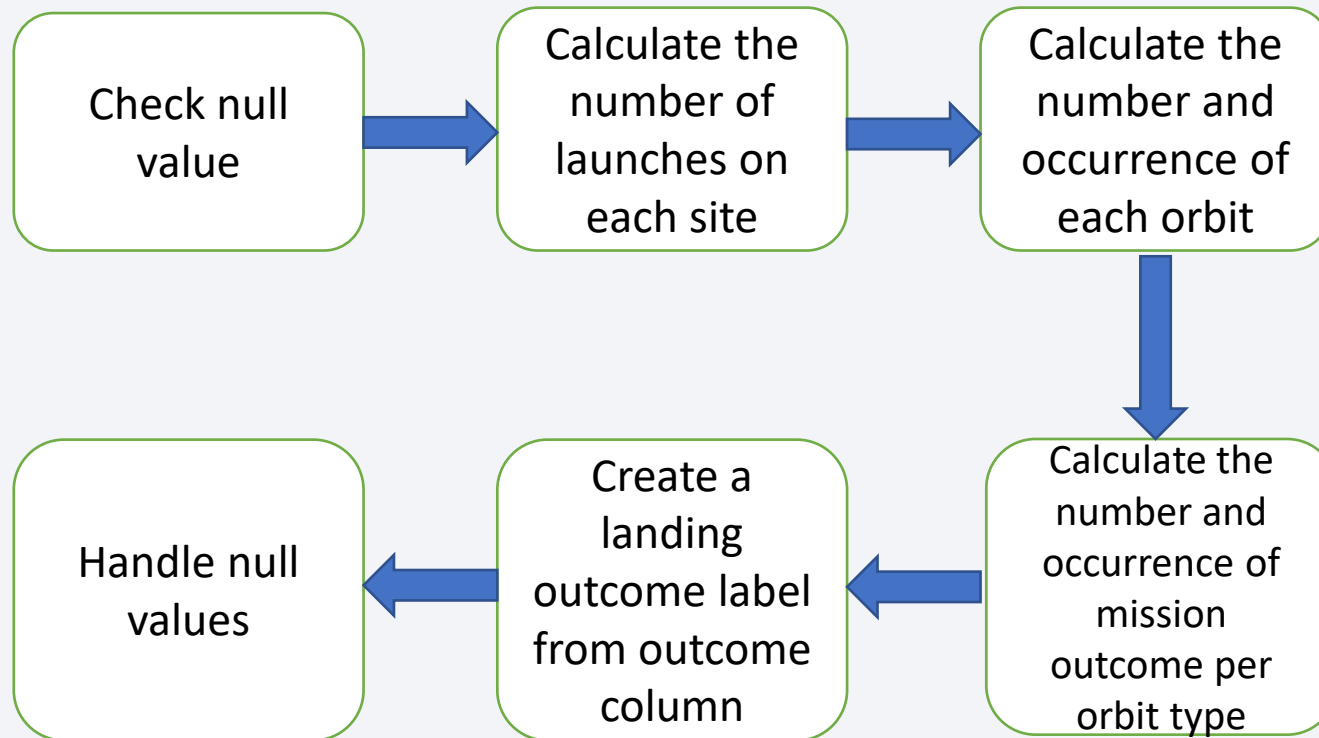 Check null
value
Calculate the
number of
launches on
each site
Calculate the
number and
occurrence of
each orbit
Calculate the
number and
occurrence of
mission
outcome per
orbit type
Create a
landing
outcome label
from outcome
column
Handle null
values